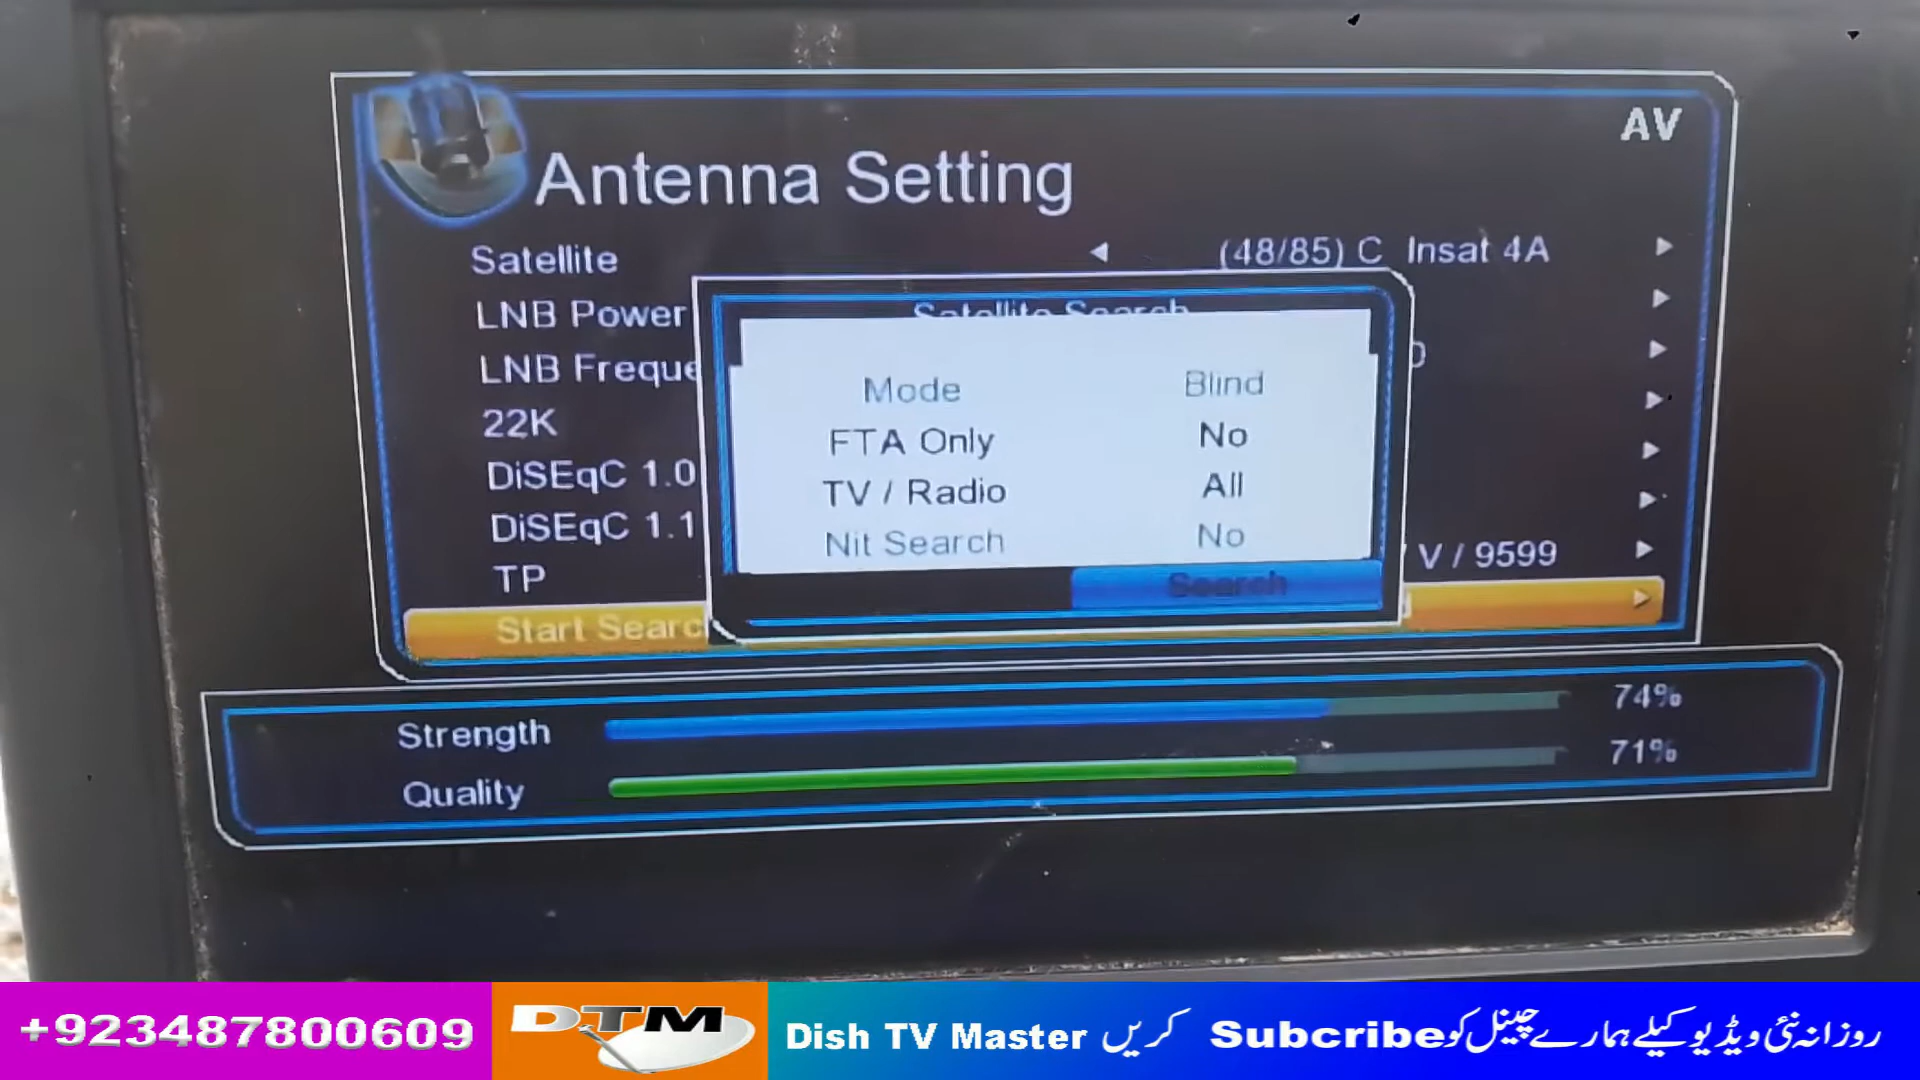 AV
Antenna Setting
Satellite (48/85) C Insat 4A
LNB Power
LNB Freque
22K
DiSEqC 1.0
DiSEqC 1.1
TP V / 9599
Start Searc
Satellite Search
Mode Blind
FTA Only No
TV / Radio All
Nit Search No
Search
Strength 74%
Quality 71%
+923487800609
DTM
Dish TV Master روزانہ نئی ویڈیو کیلے ہمارے چینل کو Subcribe کریں